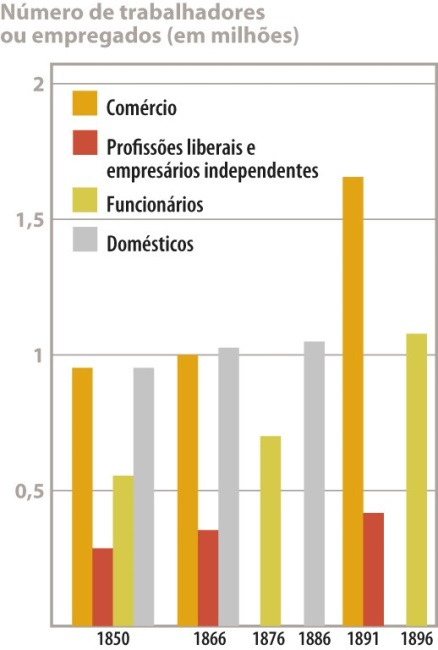 Número de trabalhadores
ou empregados (em milhões)
2
Comércio
Profissões liberais e
empresários independentes
1,5
Funcionários
Domésticos
1
0,5
1850
1866
1876
1886
1891
1896